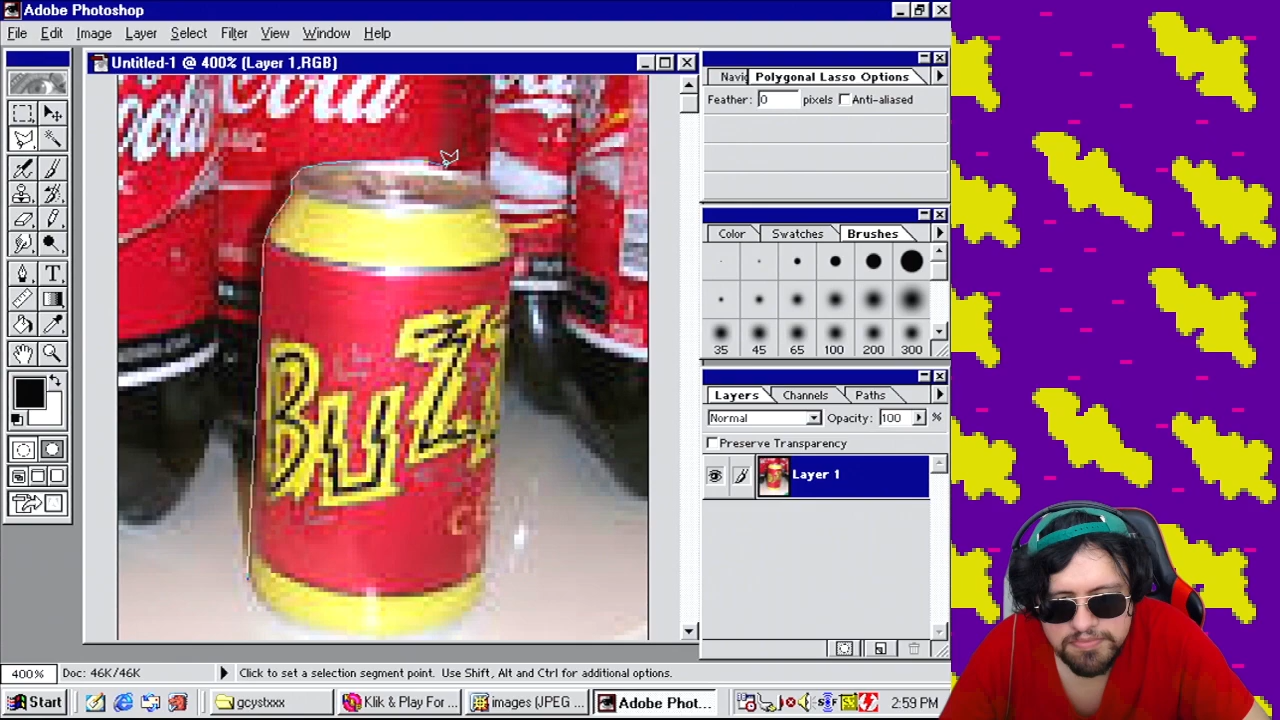 Adobe Photoshop
File Edit Image Layer Select Filter View Window Help
Untitled-1 @ 400% (Layer 1,RGB)
Polygonal Lasso Options
Feather: 0 pixels Anti-aliased
Color Swatches Brushes
35 45 65 100 200 300
Layers Channels Paths
Normal Opacity: 100 %
Preserve Transparency
Layer 1
Cola
BuZZ
400% Doc: 46K/46K Click to set a selection segment point. Use Shift, Alt and Ctrl for additional options.
Start gcystxxx Klik & Play For... images (JPEG ... Adobe Phot... 2:59 PM